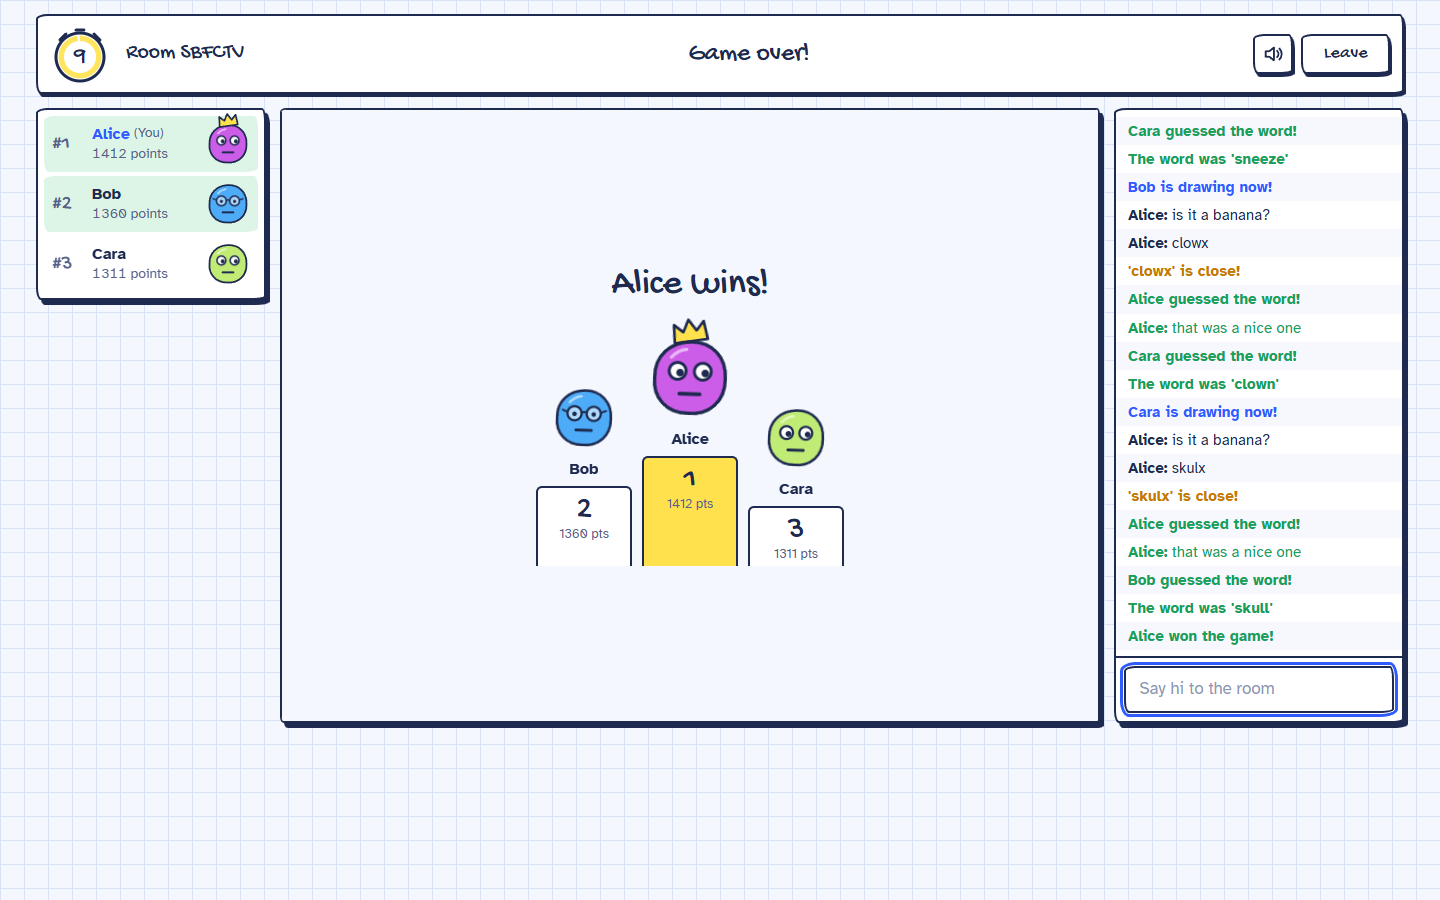 9
Room SBFCTV
Game over!
Leave
#1
Alice (You)
1412 points
#2
Bob
1360 points
#3
Cara
1311 points
Alice wins!
Alice
Bob
Cara
1
1412 pts
2
1360 pts
3
1311 pts
Cara guessed the word!
The word was 'sneeze'
Bob is drawing now!
Alice: is it a banana?
Alice: clowx
'clowx' is close!
Alice guessed the word!
Alice: that was a nice one
Cara guessed the word!
The word was 'clown'
Cara is drawing now!
Alice: is it a banana?
Alice: skulx
'skulx' is close!
Alice guessed the word!
Alice: that was a nice one
Bob guessed the word!
The word was 'skull'
Alice won the game!
Say hi to the room